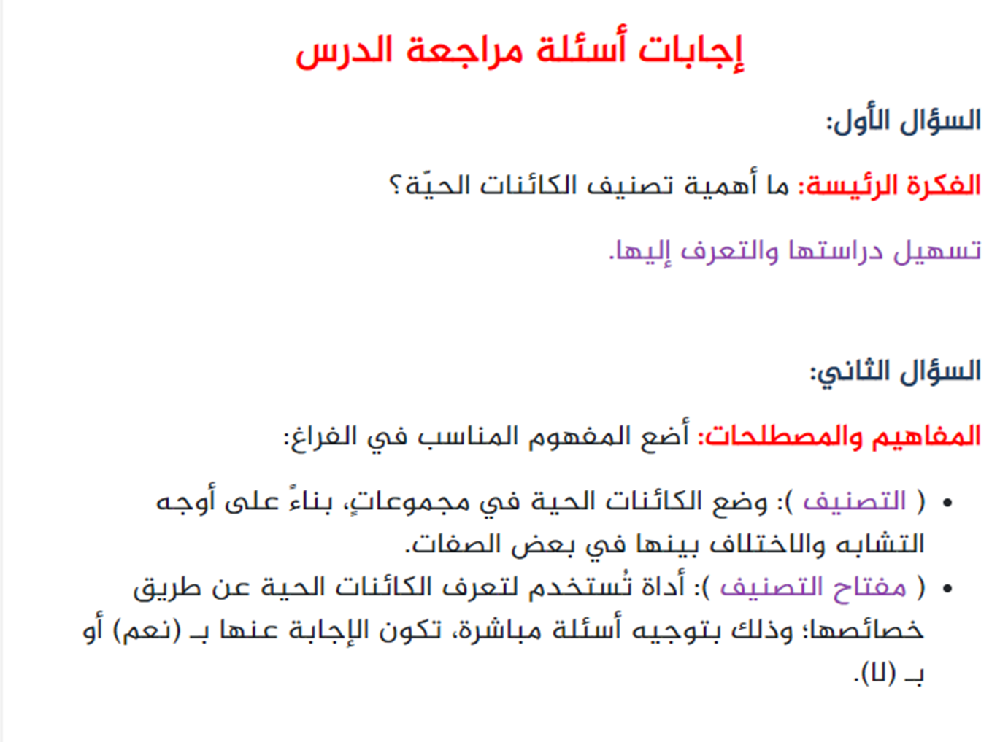 إجابات أسئلة مراجعة الدرس
السؤال الأول:
الفكرة الرئيسة: ما أهمية تصنيف الكائنات الحيّة؟
تسهيل دراستها والتعرف إليها.
السؤال الثاني:
المفاهيم والمصطلحات: أضع المفهوم المناسب في الفراغ:
• ( التصنيف ): وضع الكائنات الحية في مجموعاتٍ، بناءً على أوجه
التشابه والاختلاف بينها في بعض الصفات.
• ( مفتاح التصنيف ): أداة تُستخدم لتعرف الكائنات الحية عن طريق
خصائصها؛ وذلك بتوجيه أسئلة مباشرة، تكون الإجابة عنها بـ (نعم) أو
بـ (لا).